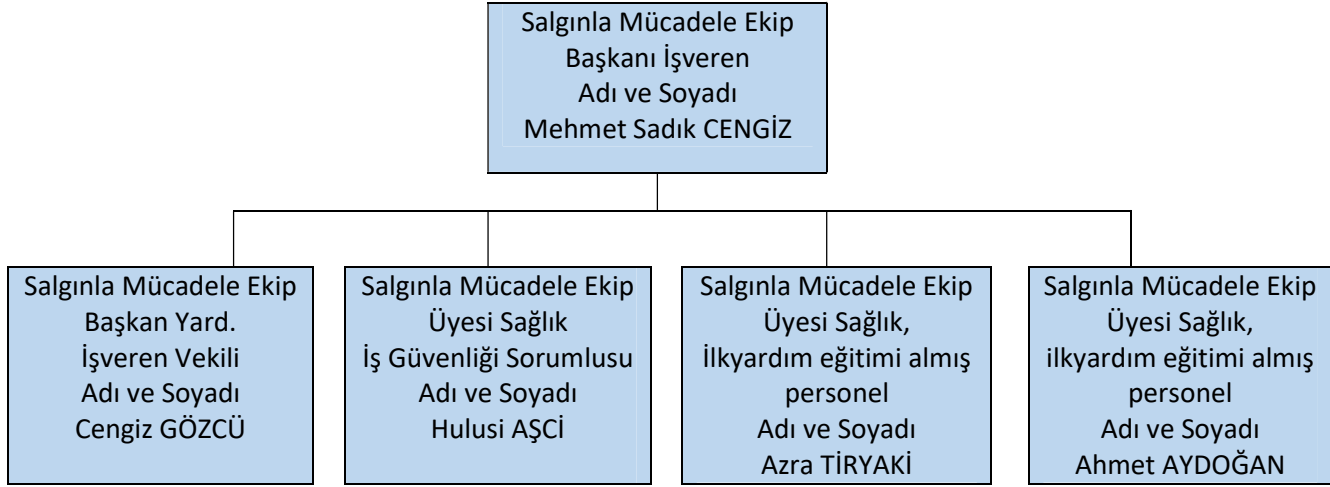 Salgınla Mücadele Ekip
Başkanı İşveren
Adı ve Soyadı
Mehmet Sadık CENGİZ
Salgınla Mücadele Ekip
Başkan Yard.
İşveren Vekili
Adı ve Soyadı
Cengiz GÖZCÜ
Salgınla Mücadele Ekip
Üyesi Sağlık
İş Güvenliği Sorumlusu
Adı ve Soyadı
Hulusi AŞCİ
Salgınla Mücadele Ekip
Üyesi Sağlık,
İlkyardım eğitimi almış
personel
Adı ve Soyadı
Azra TİRYAKİ
Salgınla Mücadele Ekip
Üyesi Sağlık,
ilkyardım eğitimi almış
personel
Adı ve Soyadı
Ahmet AYDOĞAN